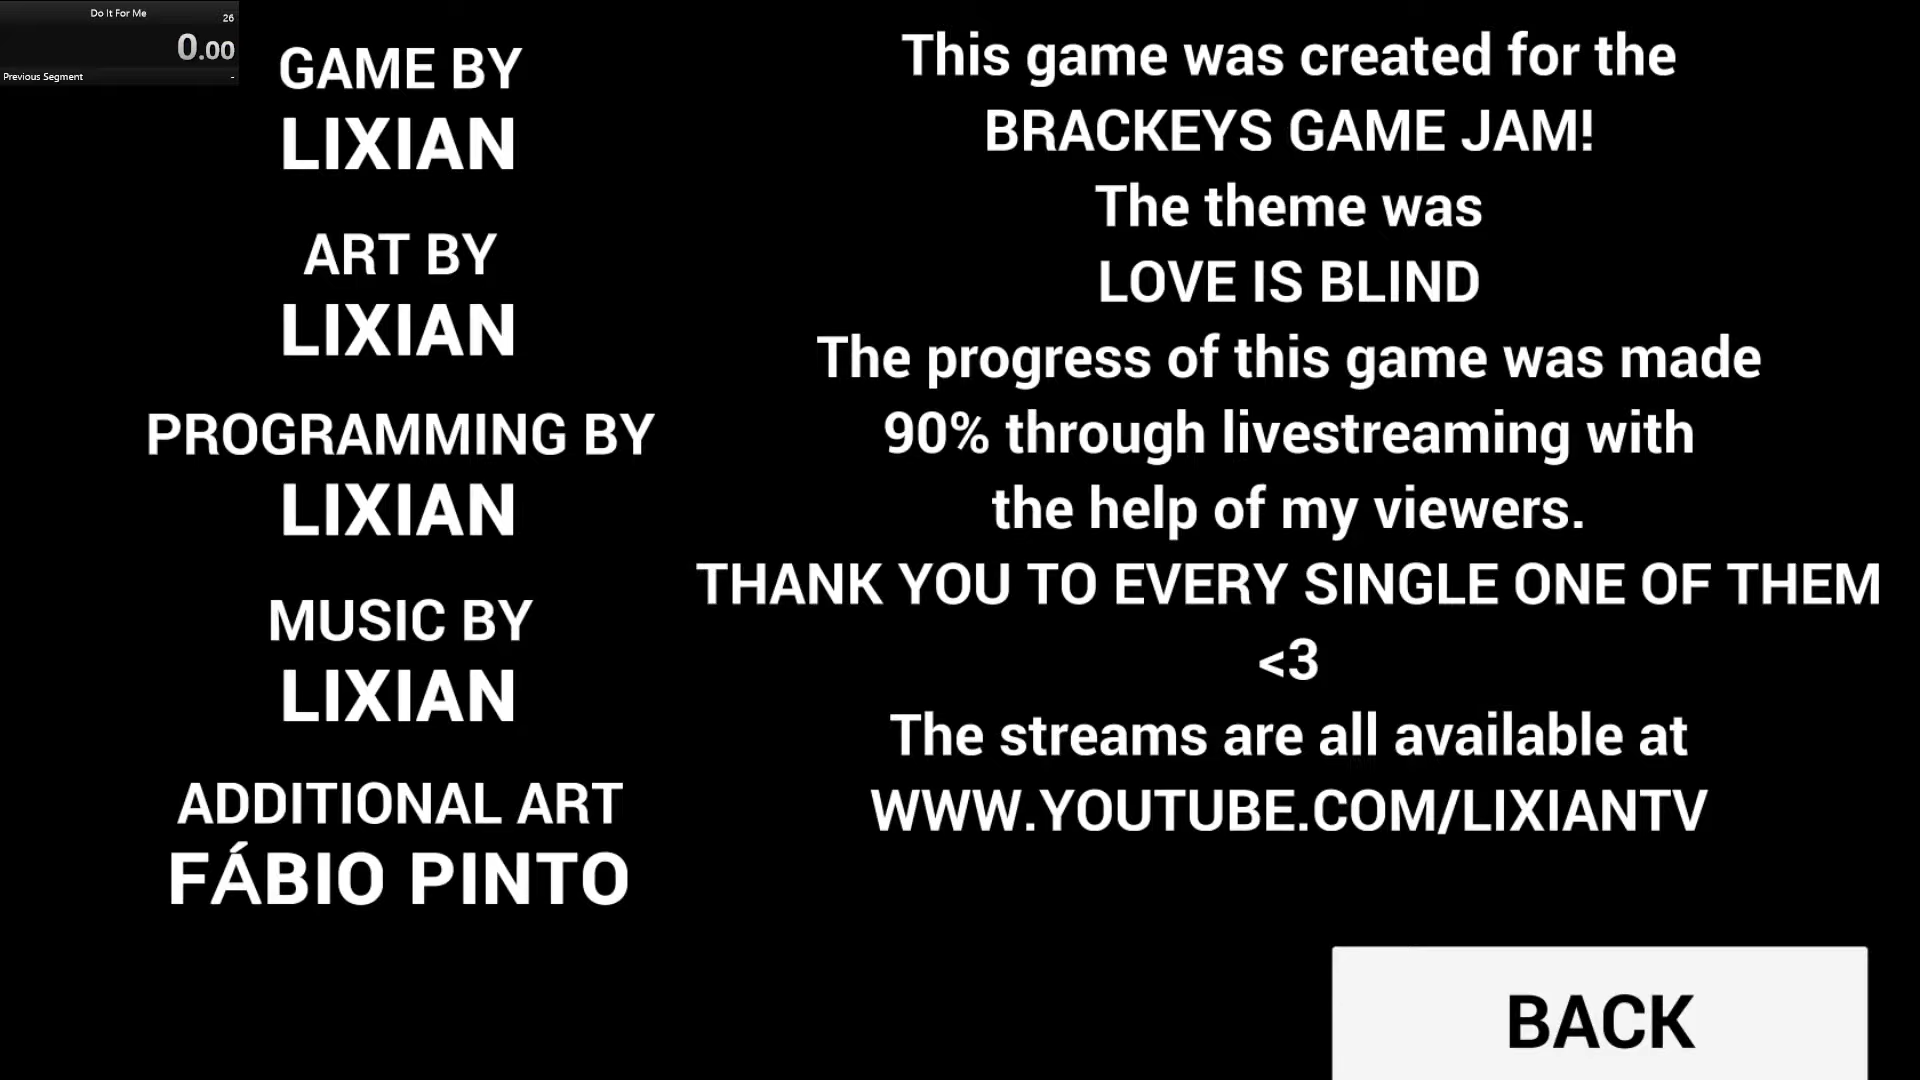 Do It For Me
26
0.00
Previous Segment -
GAME BY
LIXIAN
ART BY
LIXIAN
PROGRAMMING BY
LIXIAN
MUSIC BY
LIXIAN
ADDITIONAL ART
FÁBIO PINTO
This game was created for the
BRACKEYS GAME JAM!
The theme was
LOVE IS BLIND
The progress of this game was made
90% through livestreaming with
the help of my viewers.
THANK YOU TO EVERY SINGLE ONE OF THEM
<3
The streams are all available at
WWW.YOUTUBE.COM/LIXIANTV
BACK